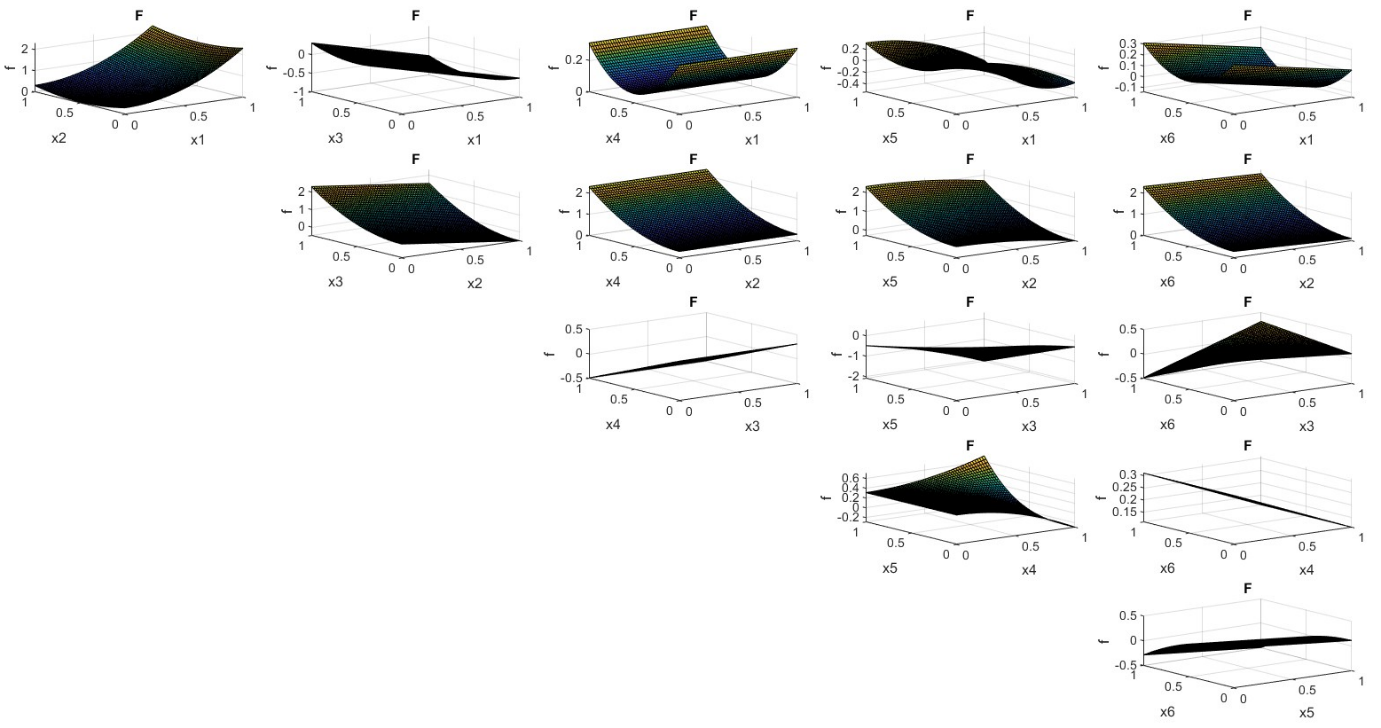 F F F F F
f 2 1 0 1 0.5 0 x2 0 0.5 1 x1
f 0 -0.5 -1 1 0.5 0 x3 0 0.5 1 x1
f 0.2 0 1 0.5 0 x4 0 0.5 1 x1
f 0.2 0 -0.2 -0.4 1 0.5 0 x5 0 0.5 1 x1
f 0.3 0.2 0.1 0 -0.1 1 0.5 0 x6 0 0.5 1 x1
F F F F
f 2 1 0 1 0.5 0 x3 0 0.5 1 x2
f 2 1 0 1 0.5 0 x4 0 0.5 1 x2
f 2 1 0 1 0.5 0 x5 0 0.5 1 x2
f 2 1 0 1 0.5 0 x6 0 0.5 1 x2
F F F
f 0.5 0 -0.5 1 0.5 0 x4 0 0.5 1 x3
f 0 -1 -2 1 0.5 0 x5 0 0.5 1 x3
f 0.5 0 -0.5 1 0.5 0 x6 0 0.5 1 x3
F F
f 0.6 0.4 0.2 0 -0.2 1 0.5 0 x5 0 0.5 1 x4
f 0.3 0.25 0.2 0.15 1 0.5 0 x6 0 0.5 1 x4
F
f 0.5 0 -0.5 1 0.5 0 x6 0 0.5 1 x5